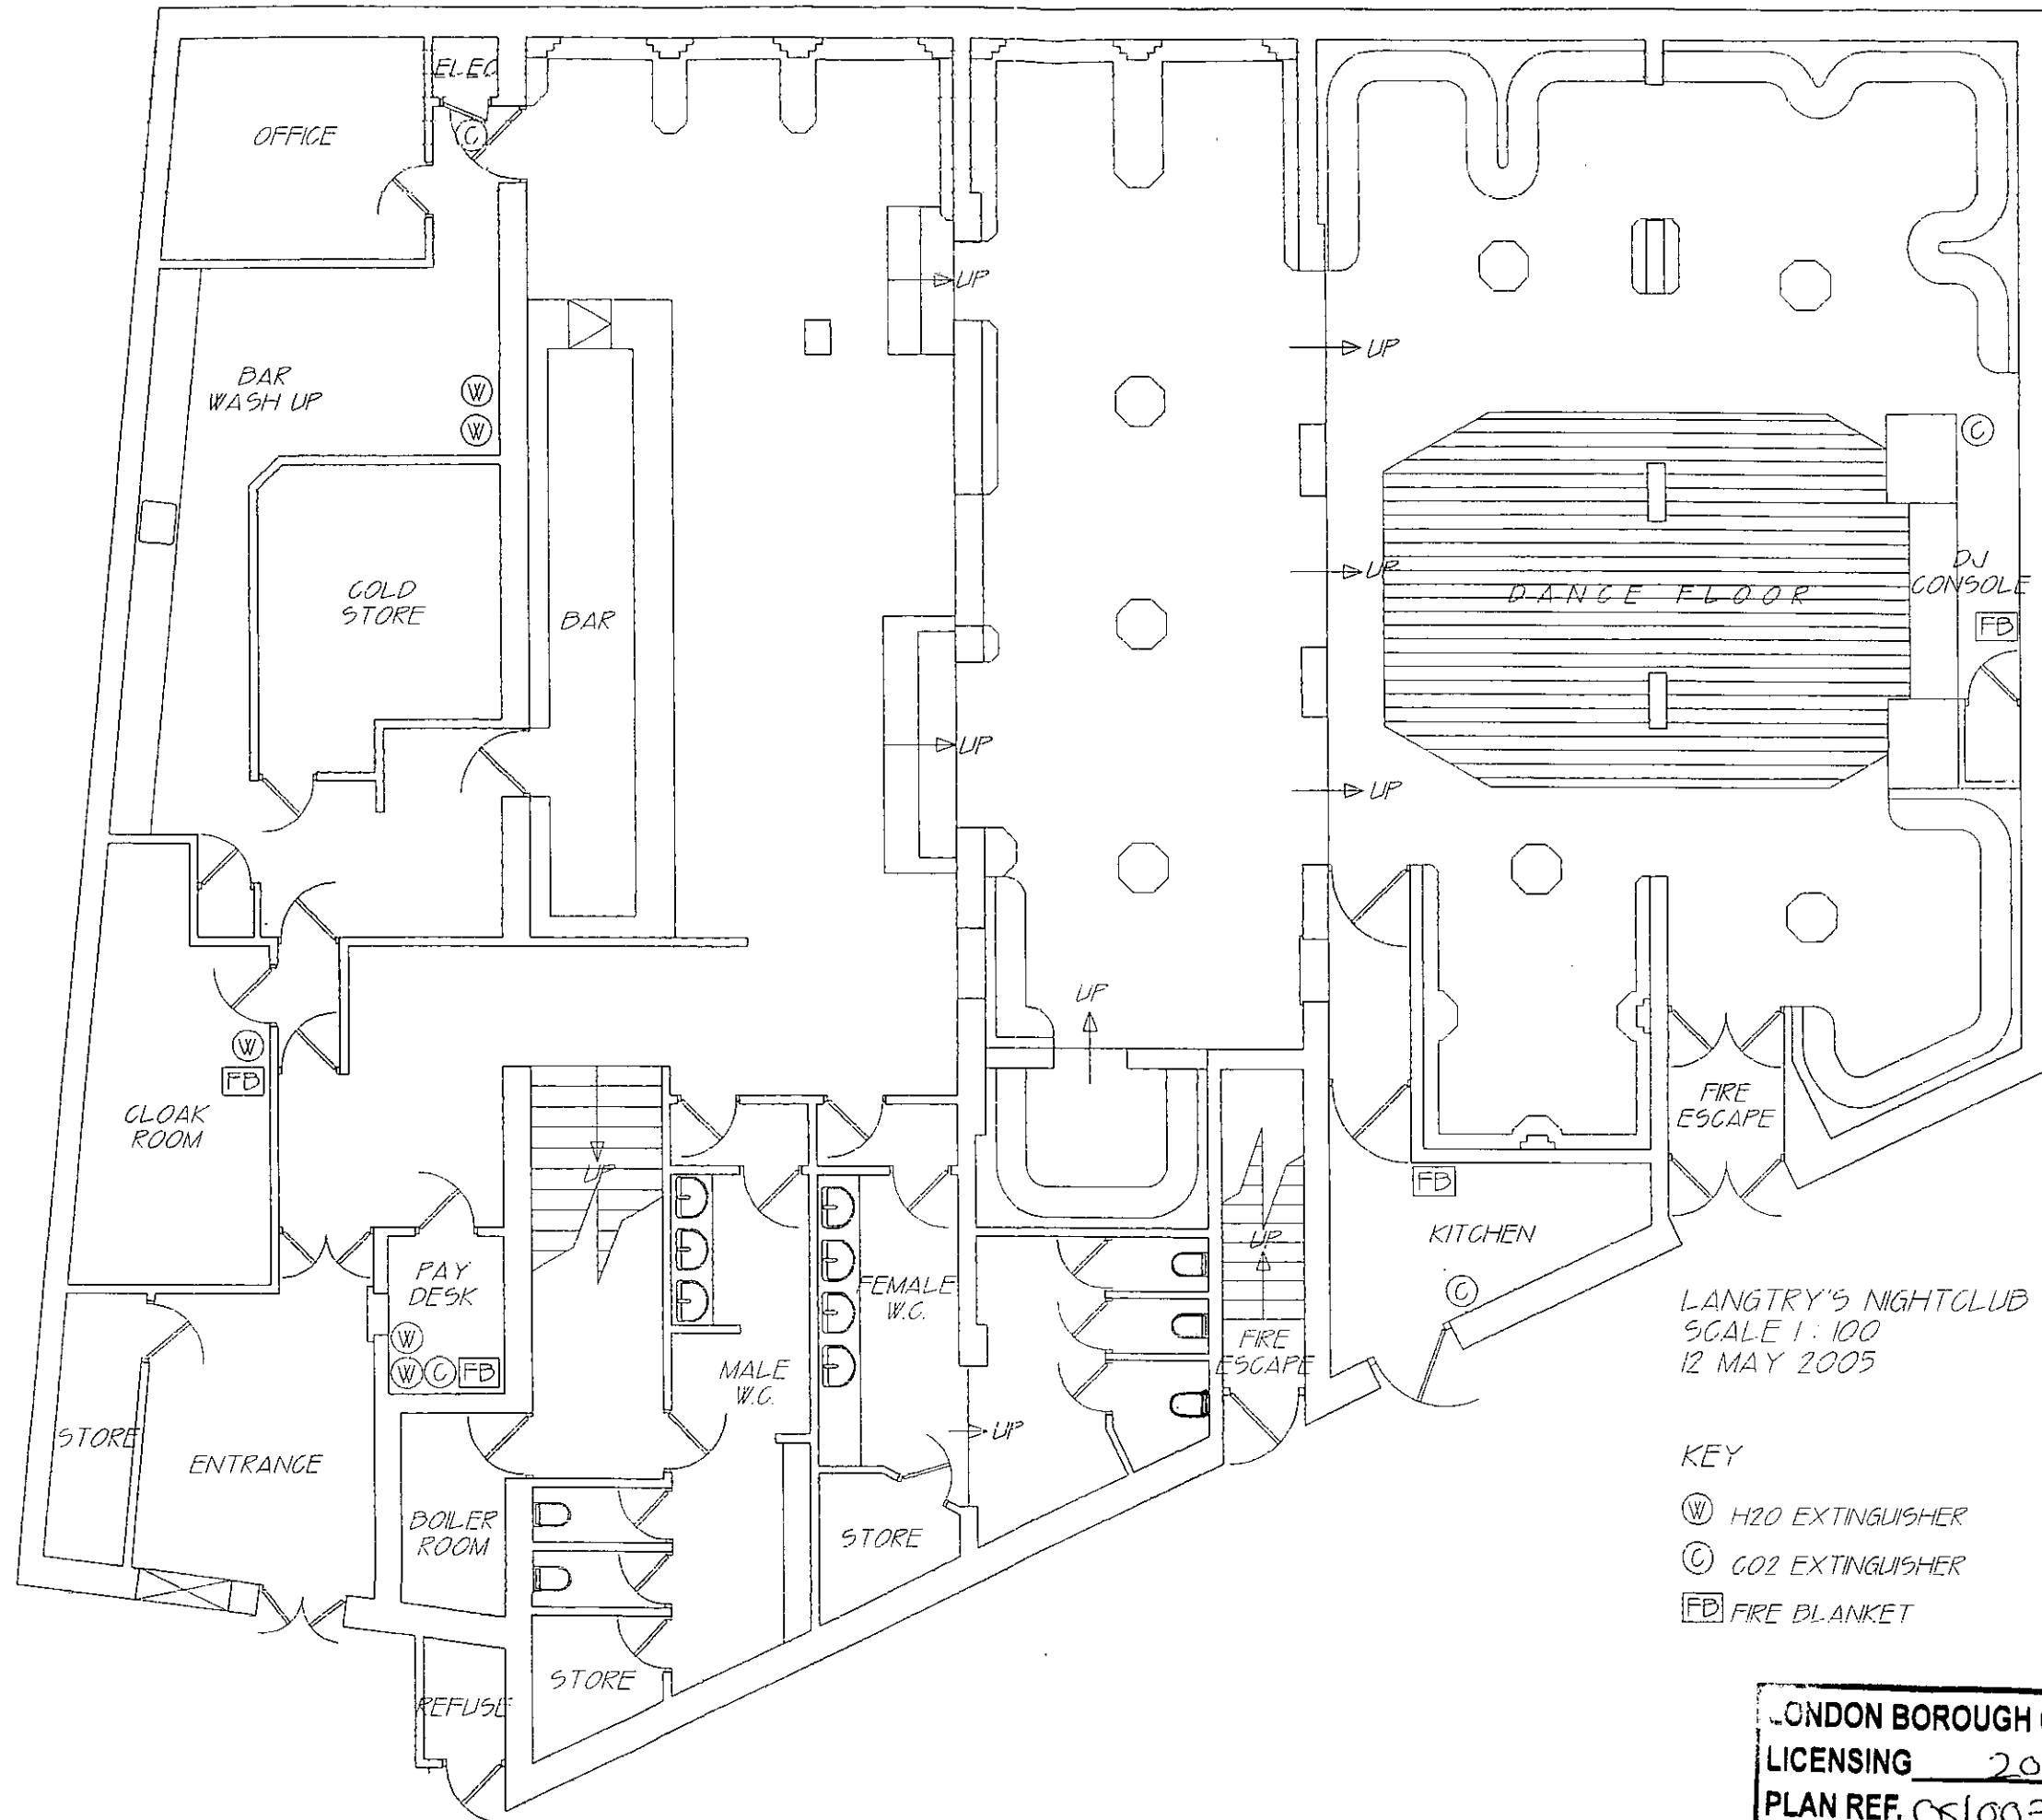 ELEC
OFFICE
C
UP
UP
BAR
WASH UP
W
W
C
COLD
STORE
BAR
UP
DJ
CONSOLE
DANCE FLOOR
FB
UP
UP
UP
W
FB
CLOAK
ROOM
UP
UP
FIRE
ESCAPE
FB
KITCHEN
C
PAY
DESK
W
W C FB
FEMALE
W.C.
UP
FIRE
ESCAPE
MALE
W.C.
UP
STORE
ENTRANCE
BOILER
ROOM
STORE
STORE
REFUSE
LANGTRY'S NIGHTCLUB
SCALE 1 : 100
12 MAY 2005
KEY
W H2O EXTINGUISHER
C CO2 EXTINGUISHER
FB FIRE BLANKET
LONDON BOROUGH
LICENSING 20
PLAN REF.